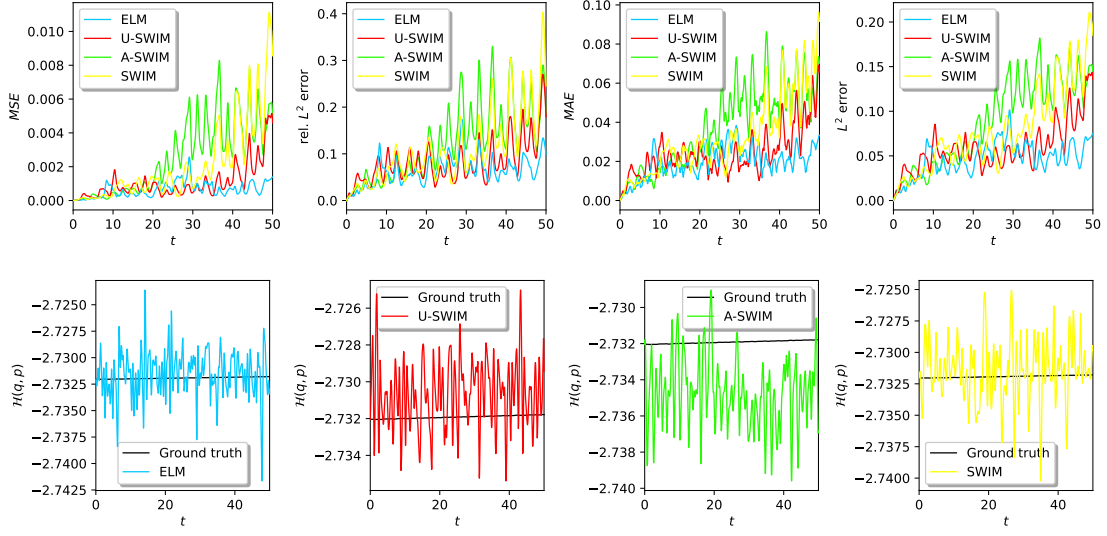 MSE
0.010
0.008
0.006
0.004
0.002
0.000
0 10 20 30 40 50
t
ELM
U-SWIM
A-SWIM
SWIM
rel. L² error
0.4
0.3
0.2
0.1
0.0
0 10 20 30 40 50
t
ELM
U-SWIM
A-SWIM
SWIM
MAE
0.10
0.08
0.06
0.04
0.02
0.00
0 10 20 30 40 50
t
ELM
U-SWIM
A-SWIM
SWIM
L² error
0.20
0.15
0.10
0.05
0.00
0 10 20 30 40 50
t
ELM
U-SWIM
A-SWIM
SWIM
ℋ(q, p)
−2.7250
−2.7275
−2.7300
−2.7325
−2.7350
−2.7375
−2.7400
−2.7425
0 20 40
t
Ground truth
ELM
ℋ(q, p)
−2.726
−2.728
−2.730
−2.732
−2.734
0 20 40
t
Ground truth
U-SWIM
ℋ(q, p)
−2.730
−2.732
−2.734
−2.736
−2.738
−2.740
0 20 40
t
Ground truth
A-SWIM
ℋ(q, p)
−2.7250
−2.7275
−2.7300
−2.7325
−2.7350
−2.7375
−2.7400
0 20 40
t
Ground truth
SWIM